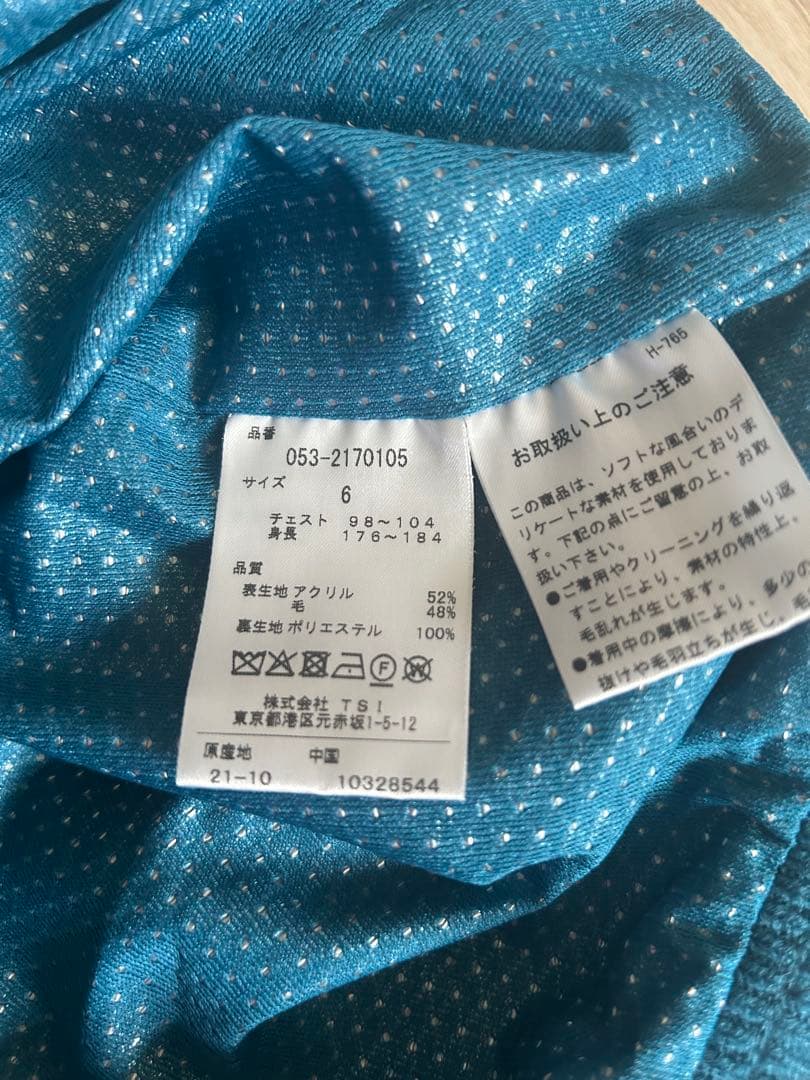 品番
053-2170105
サイズ
6
チェスト 98～104
身長 176～184
品質
表生地 アクリル 52%
毛 48%
裏生地 ポリエステル 100%
株式会社 TSI
東京都港区元赤坂1-5-12
原産地 中国
21-10 10328544
H-765
お取扱い上のご注意
この商品は、ソフトな風合いのデ
リケートな素材を使用しておりま
す。下記の点にご留意の上、お取
扱い下さい。
●ご着用やクリーニングを繰り返
すことにより、素材の特性上、
毛乱れが生じます。
●着用中の摩擦により、多少の
抜けや毛羽立ちが生じ、毛